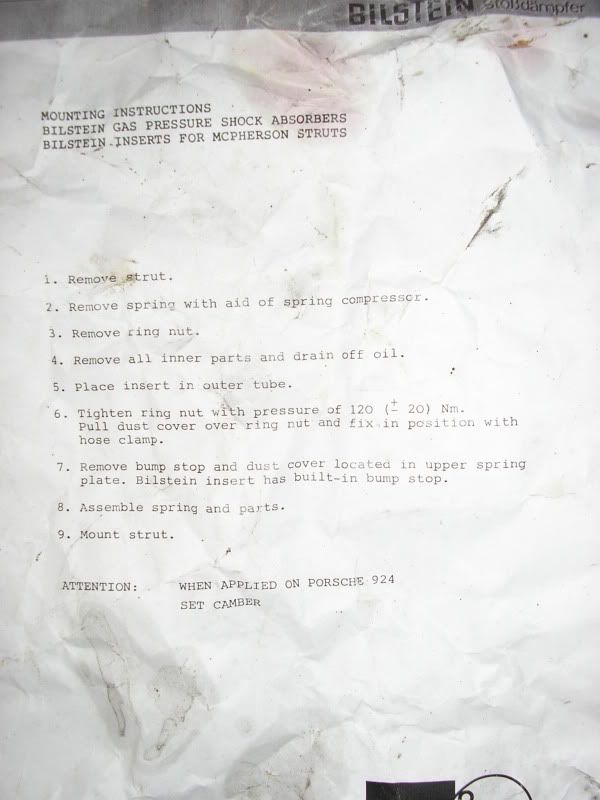 BILSTEIN Stoßdämpfer
MOUNTING INSTRUCTIONS
BILSTEIN GAS PRESSURE SHOCK ABSORBERS
BILSTEIN INSERTS FOR MCPHERSON STRUTS
1. Remove strut.
2. Remove spring with aid of spring compressor.
3. Remove ring nut.
4. Remove all inner parts and drain off oil.
5. Place insert in outer tube.
6. Tighten ring nut with pressure of 120 (± 20) Nm.
Pull dust cover over ring nut and fix in position with
hose clamp.
7. Remove bump stop and dust cover located in upper spring
plate. Bilstein insert has built-in bump stop.
8. Assemble spring and parts.
9. Mount strut.
ATTENTION: WHEN APPLIED ON PORSCHE 924
SET CAMBER